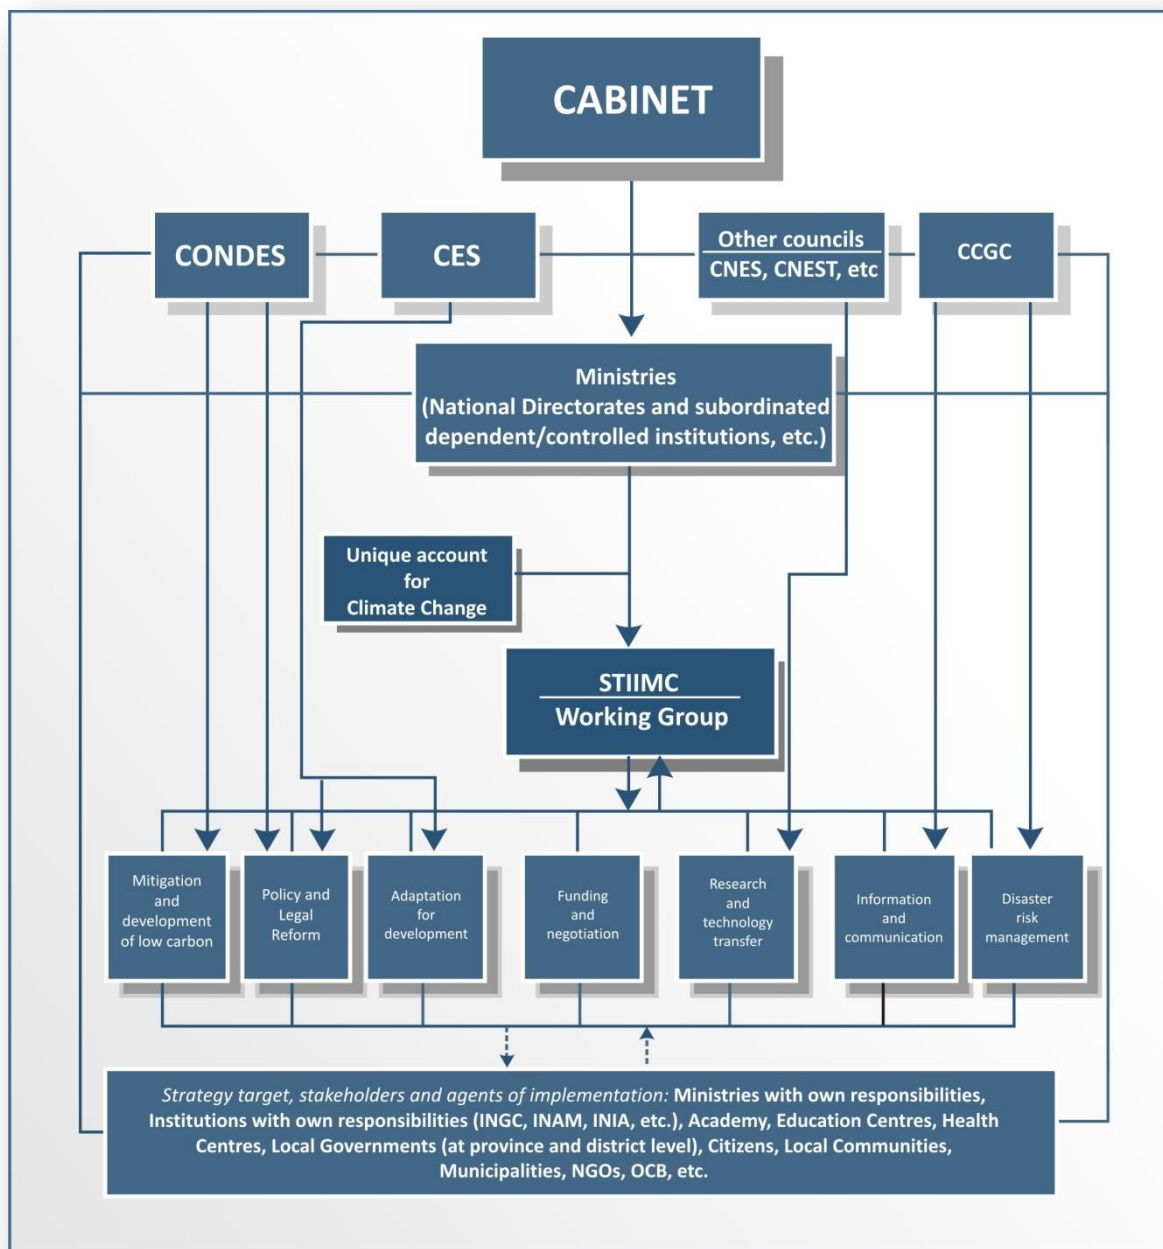 CABINET
CONDES
CES
Other councils
CNES, CNEST, etc
CCGC
Ministries
(National Directorates and subordinated
dependent/controlled institutions, etc.)
Unique account
for
Climate Change
STIIMC
Working Group
Mitigation
and
development
of low carbon
Policy and
Legal
Reform
Adaptation
for
development
Funding
and
negotiation
Research
and
technology
transfer
Information
and
communication
Disaster
risk
management
Strategy target, stakeholders and agents of implementation: Ministries with own responsibilities,
Institutions with own responsibilities (INGC, INAM, INIA, etc.), Academy, Education Centres, Health
Centres, Local Governments (at province and district level), Citizens, Local Communities,
Municipalities, NGOs, OCB, etc.